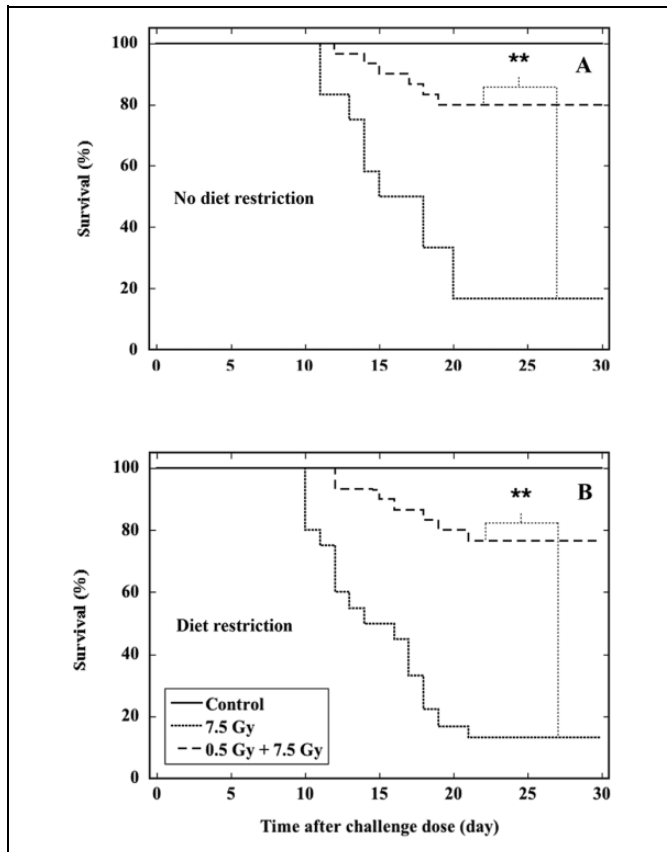 100
80
60
40
20
0
Survival (%)
**
A
No diet restriction
0 5 10 15 20 25 30
100
80
60
40
20
0
Survival (%)
**
B
Diet restriction
Control
7.5 Gy
0.5 Gy + 7.5 Gy
0 5 10 15 20 25 30
Time after challenge dose (day)